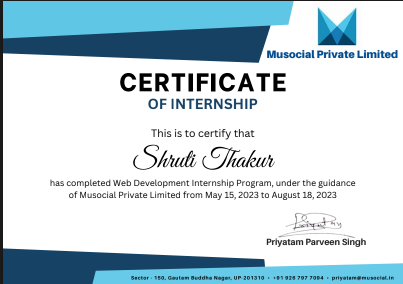 Musocial Private Limited
CERTIFICATE
OF INTERNSHIP
This is to certify that
Shruti Thakur
has completed Web Development Internship Program, under the guidance
of Musocial Private Limited from May 15, 2023 to August 18, 2023
Priyatam Parveen Singh
Sector - 150, Gautam Buddha Nagar, UP-201310 • +91 926 797 7094 • priyatam@musocial.in